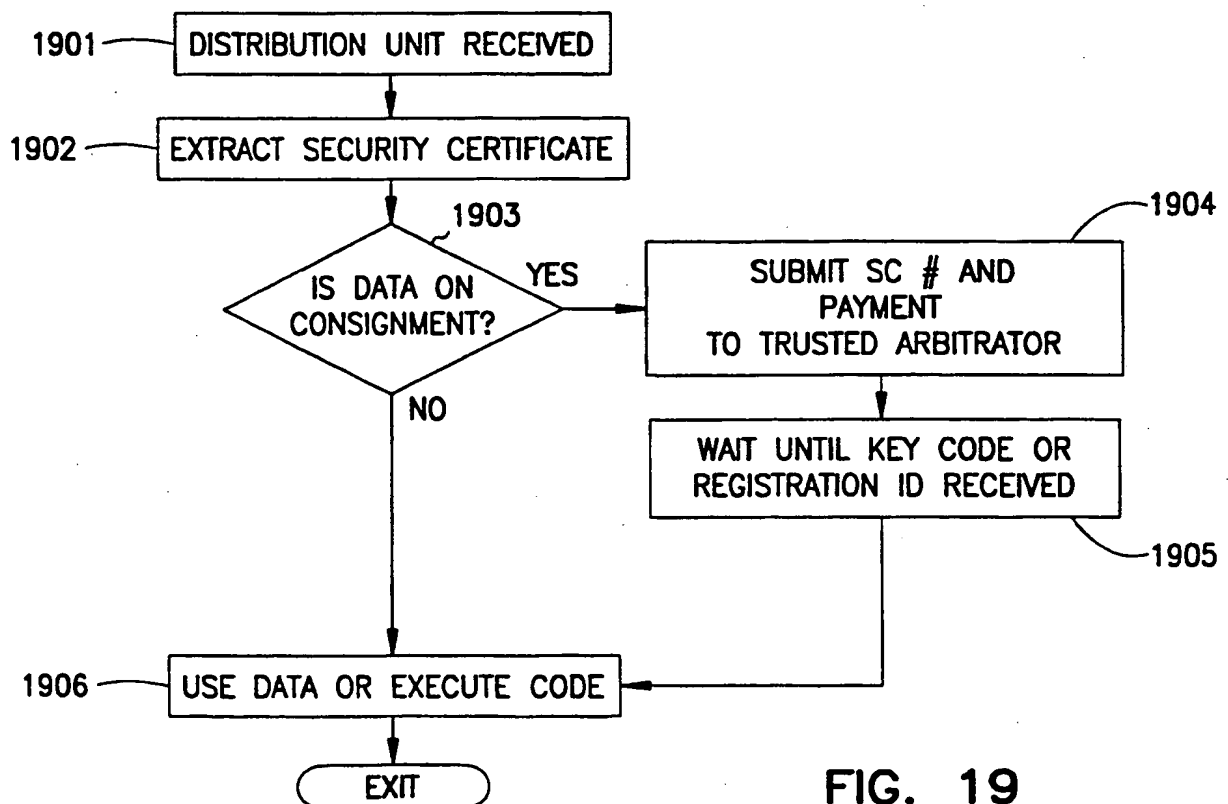 1901
DISTRIBUTION UNIT RECEIVED
1902
EXTRACT SECURITY CERTIFICATE
1903
IS DATA ON
CONSIGNMENT?
YES
NO
1904
SUBMIT SC # AND
PAYMENT
TO TRUSTED ARBITRATOR
WAIT UNTIL KEY CODE OR
REGISTRATION ID RECEIVED
1905
1906
USE DATA OR EXECUTE CODE
EXIT
FIG. 19